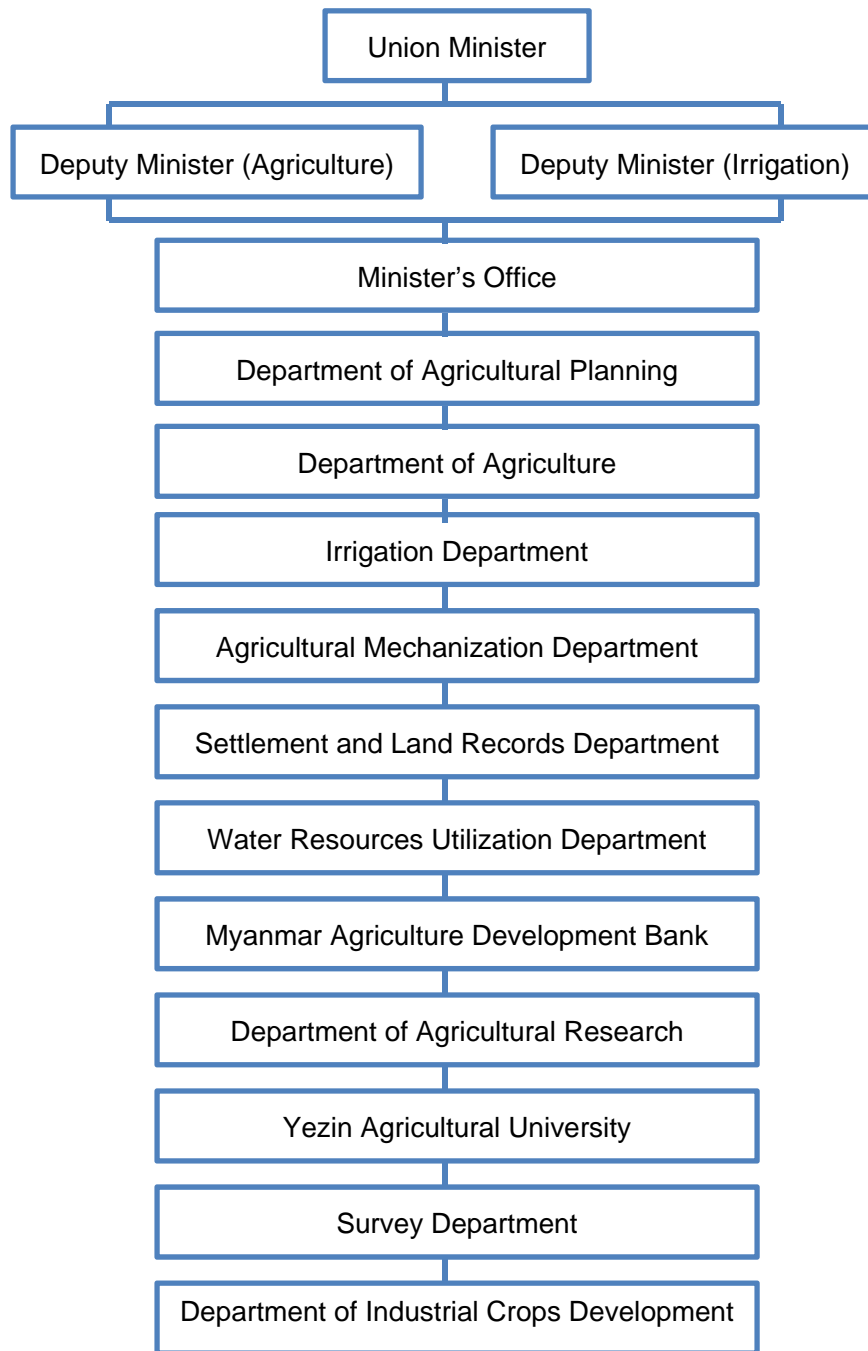 Union Minister
Deputy Minister (Agriculture)
Deputy Minister (Irrigation)
Minister’s Office
Department of Agricultural Planning
Department of Agriculture
Irrigation Department
Agricultural Mechanization Department
Settlement and Land Records Department
Water Resources Utilization Department
Myanmar Agriculture Development Bank
Department of Agricultural Research
Yezin Agricultural University
Survey Department
Department of Industrial Crops Development